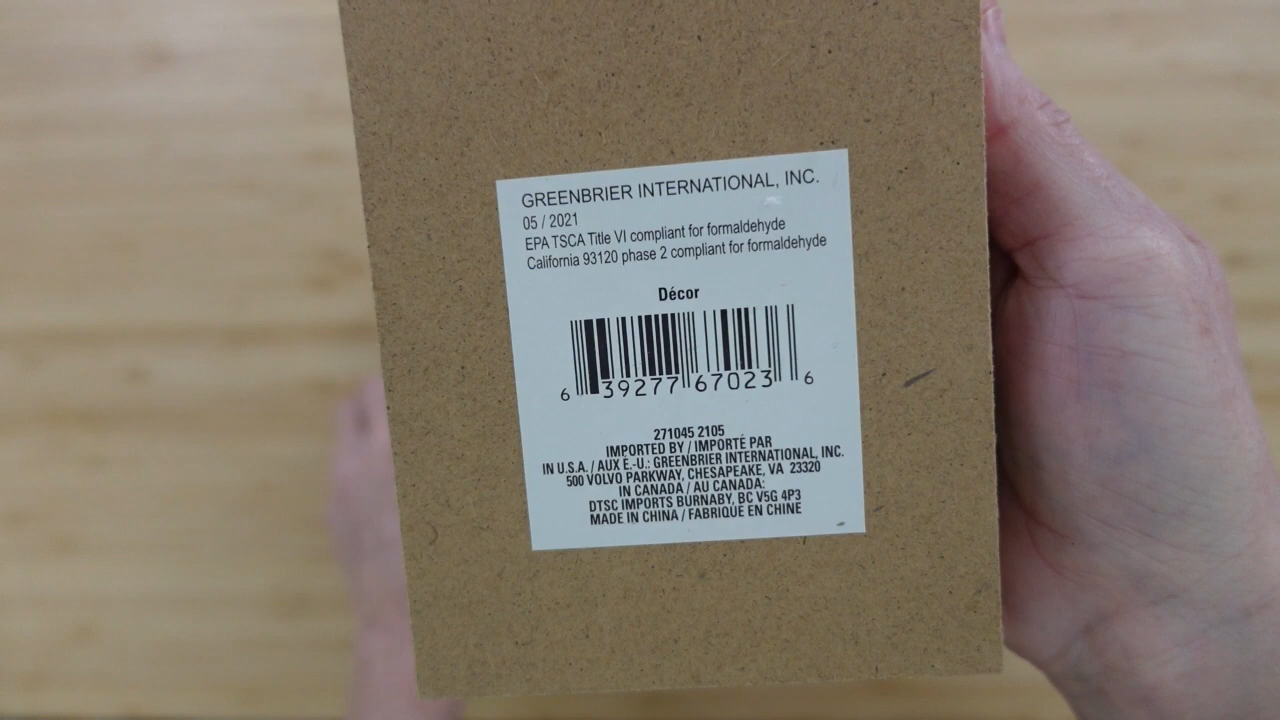 GREENBRIER INTERNATIONAL, INC.
05 / 2021
EPA TSCA Title VI compliant for formaldehyde
California 93120 phase 2 compliant for formaldehyde
Décor
6 39277 67023 6
271045 2105
IMPORTED BY / IMPORTÉ PAR
IN U.S.A. / AUX É.-U.: GREENBRIER INTERNATIONAL, INC.
500 VOLVO PARKWAY, CHESAPEAKE, VA 23320
IN CANADA / AU CANADA:
DTSC IMPORTS BURNABY, BC V5G 4P3
MADE IN CHINA / FABRIQUÉ EN CHINE